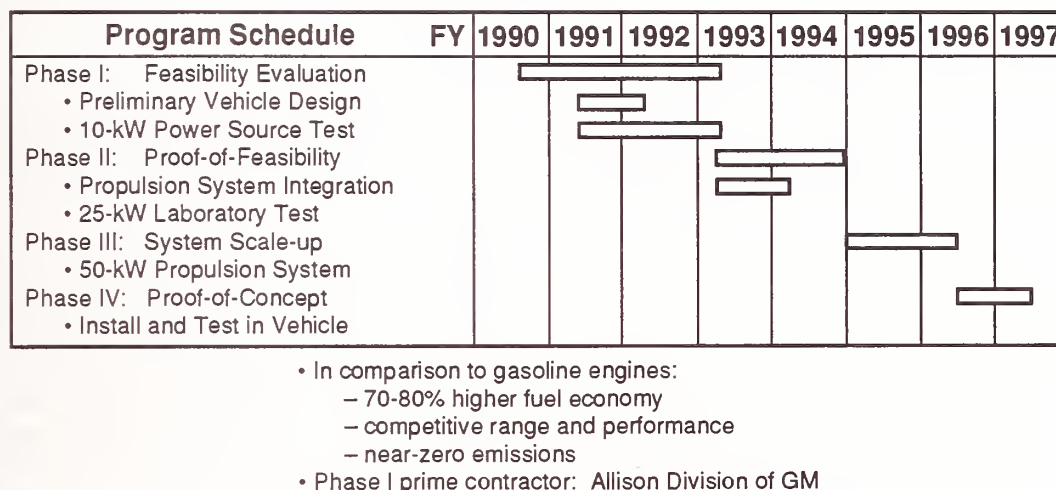 Program Schedule FY 1990 1991 1992 1993 1994 1995 1996 1997
Phase I: Feasibility Evaluation
• Preliminary Vehicle Design
• 10-kW Power Source Test
Phase II: Proof-of-Feasibility
• Propulsion System Integration
• 25-kW Laboratory Test
Phase III: System Scale-up
• 50-kW Propulsion System
Phase IV: Proof-of-Concept
• Install and Test in Vehicle
• In comparison to gasoline engines:
– 70-80% higher fuel economy
– competitive range and performance
– near-zero emissions
• Phase I prime contractor: Allison Division of GM